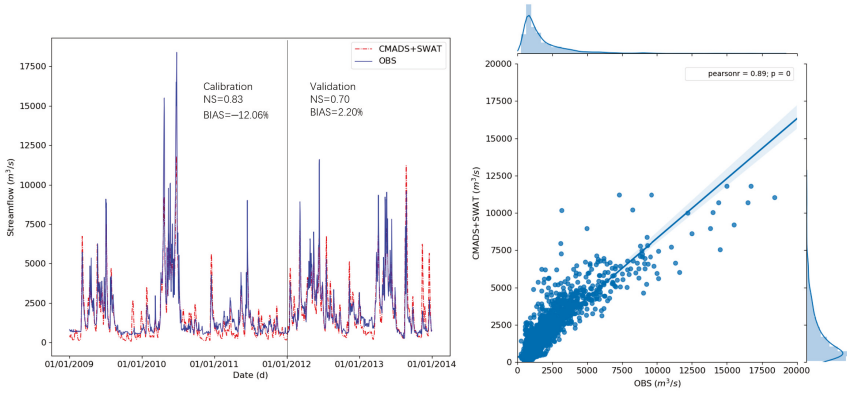 CMADS+SWAT
OBS
Calibration
NS=0.83
BIAS=−12.06%
Validation
NS=0.70
BIAS=2.20%
17500
15000
12500
10000
7500
5000
2500
0
Streamflow (m³/s)
01/01/2009
01/01/2010
01/01/2011
01/01/2012
01/01/2013
01/01/2014
Date (d)
pearsonr = 0.89; p = 0
20000
17500
15000
12500
10000
7500
5000
2500
0
CMADS+SWAT (m³/s)
0
2500
5000
7500
10000
12500
15000
17500
20000
OBS (m³/s)